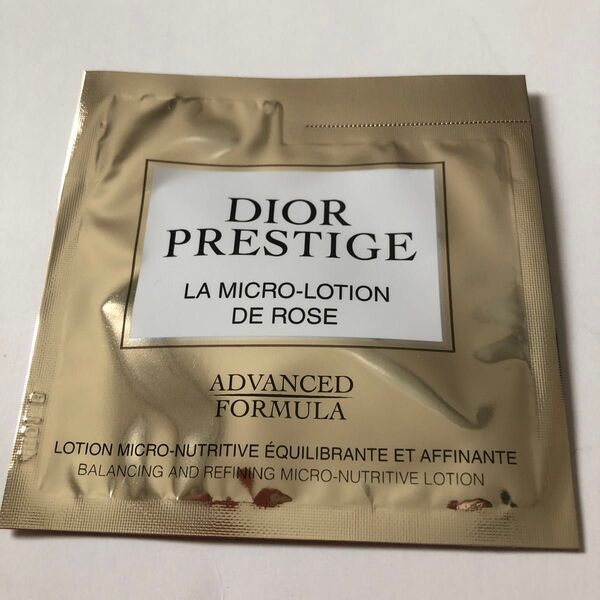 DIOR
PRESTIGE
LA MICRO-LOTION
DE ROSE
ADVANCED
FORMULA
LOTION MICRO-NUTRITIVE ÉQUILIBRANTE ET AFFINANTE
BALANCING AND REFINING MICRO-NUTRITIVE LOTION